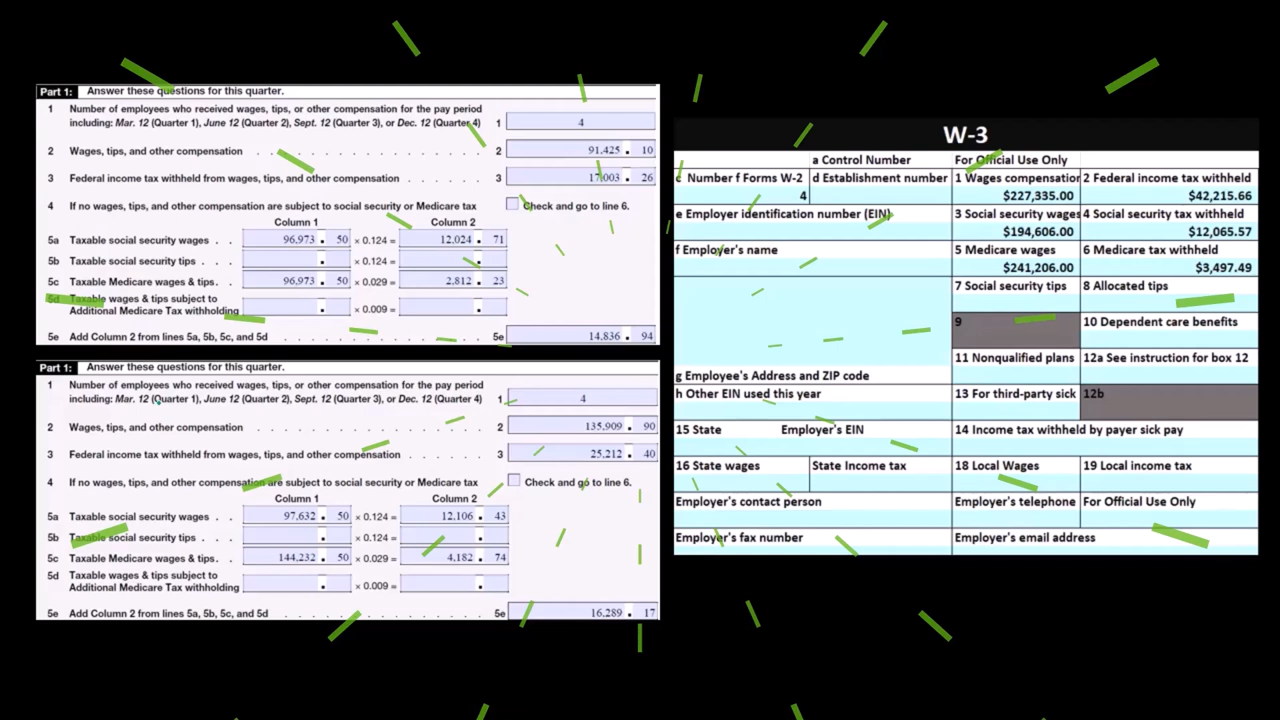 Part 1: Answer these questions for this quarter.
1 Number of employees who received wages, tips, or other compensation for the pay period
including: Mar. 12 (Quarter 1), June 12 (Quarter 2), Sept. 12 (Quarter 3), or Dec. 12 (Quarter 4) 1 4
2 Wages, tips, and other compensation . . . . . . . . . . . . . . . . . 2 91,425 . 10
3 Federal income tax withheld from wages, tips, and other compensation . . . . . . 3 17,003 . 26
4 If no wages, tips, and other compensation are subject to social security or Medicare tax Check and go to line 6.
Column 1 Column 2
5a Taxable social security wages . . 96,973 . 50 × 0.124 = 12,024 . 71
5b Taxable social security tips . . . . × 0.124 = .
5c Taxable Medicare wages & tips . . 96,973 . 50 × 0.029 = 2,812 . 23
5d Taxable wages & tips subject to
Additional Medicare Tax withholding . × 0.009 = .
5e Add Column 2 from lines 5a, 5b, 5c, and 5d . . . . . . . . . . . . . . 5e 14,836 . 94
Part 1: Answer these questions for this quarter.
1 Number of employees who received wages, tips, or other compensation for the pay period
including: Mar. 12 (Quarter 1), June 12 (Quarter 2), Sept. 12 (Quarter 3), or Dec. 12 (Quarter 4) 1 4
2 Wages, tips, and other compensation . . . . . . . . . . . . . . . . . 2 135,909 . 90
3 Federal income tax withheld from wages, tips, and other compensation . . . . . . 3 25,212 . 40
4 If no wages, tips, and other compensation are subject to social security or Medicare tax Check and go to line 6.
Column 1 Column 2
5a Taxable social security wages . . 97,632 . 50 × 0.124 = 12,106 . 43
5b Taxable social security tips . . . . × 0.124 = .
5c Taxable Medicare wages & tips . . 144,232 . 50 × 0.029 = 4,182 . 74
5d Taxable wages & tips subject to
Additional Medicare Tax withholding . × 0.009 = .
5e Add Column 2 from lines 5a, 5b, 5c, and 5d . . . . . . . . . . . . . . 5e 16,289 . 17
W-3
a Control Number For Official Use Only
c Number f Forms W-2 d Establishment number 1 Wages compensation 2 Federal income tax withheld
4 $227,335.00 $42,215.66
e Employer identification number (EIN) 3 Social security wages 4 Social security tax withheld
$194,606.00 $12,065.57
f Employer's name 5 Medicare wages 6 Medicare tax withheld
$241,206.00 $3,497.49
7 Social security tips 8 Allocated tips
9 10 Dependent care benefits
11 Nonqualified plans 12a See instruction for box 12
g Employee's Address and ZIP code
h Other EIN used this year 13 For third-party sick 12b
15 State Employer's EIN 14 Income tax withheld by payer sick pay
16 State wages State Income tax 18 Local Wages 19 Local income tax
Employer's contact person Employer's telephone For Official Use Only
Employer's fax number Employer's email address